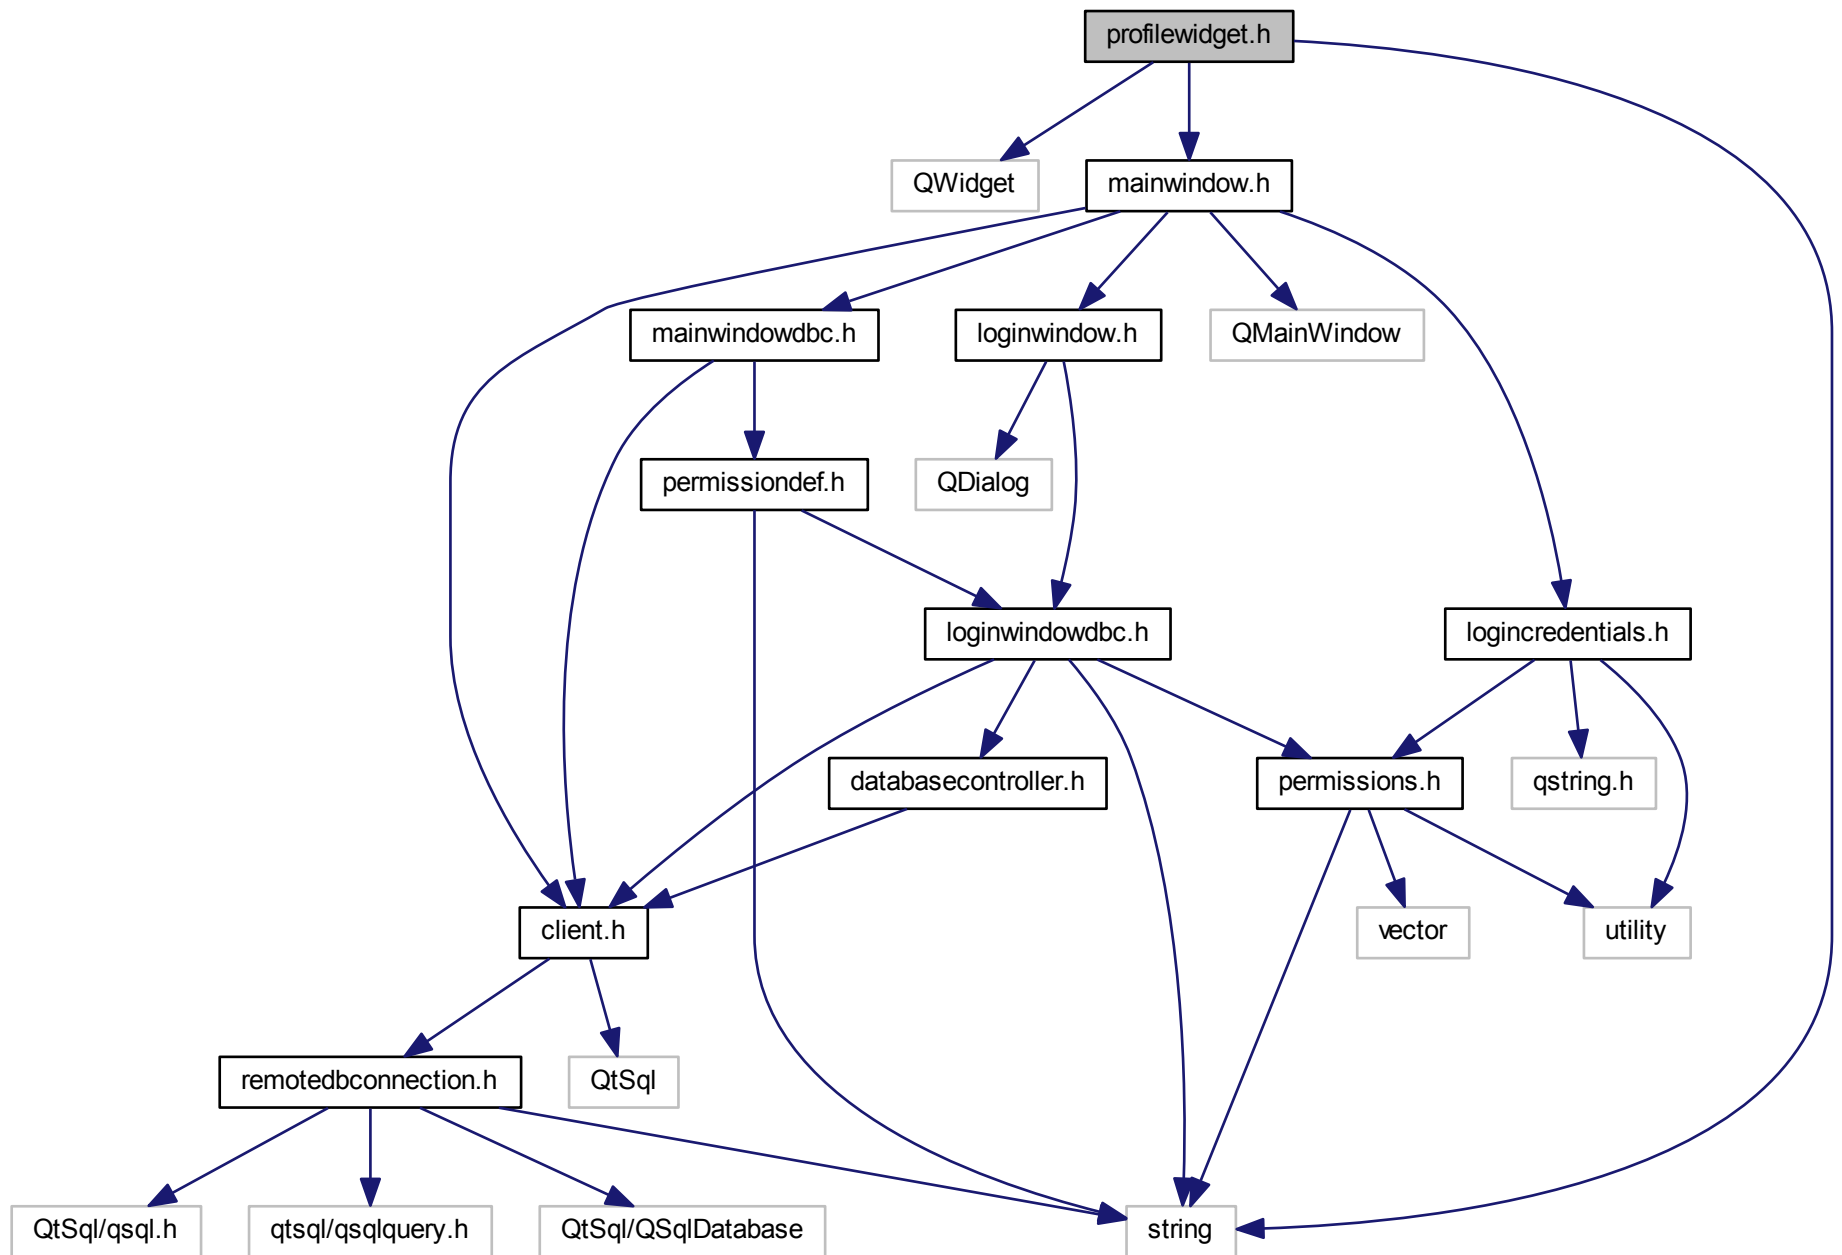 profilewidget.h
QWidget
mainwindow.h
mainwindowdbc.h
loginwindow.h
QMainWindow
permissiondef.h
QDialog
loginwindowdbc.h
logincredentials.h
databasecontroller.h
permissions.h
qstring.h
client.h
vector
utility
remotedbconnection.h
QtSql
QtSql/qsql.h
qtsql/qsqlquery.h
QtSql/QSqlDatabase
string